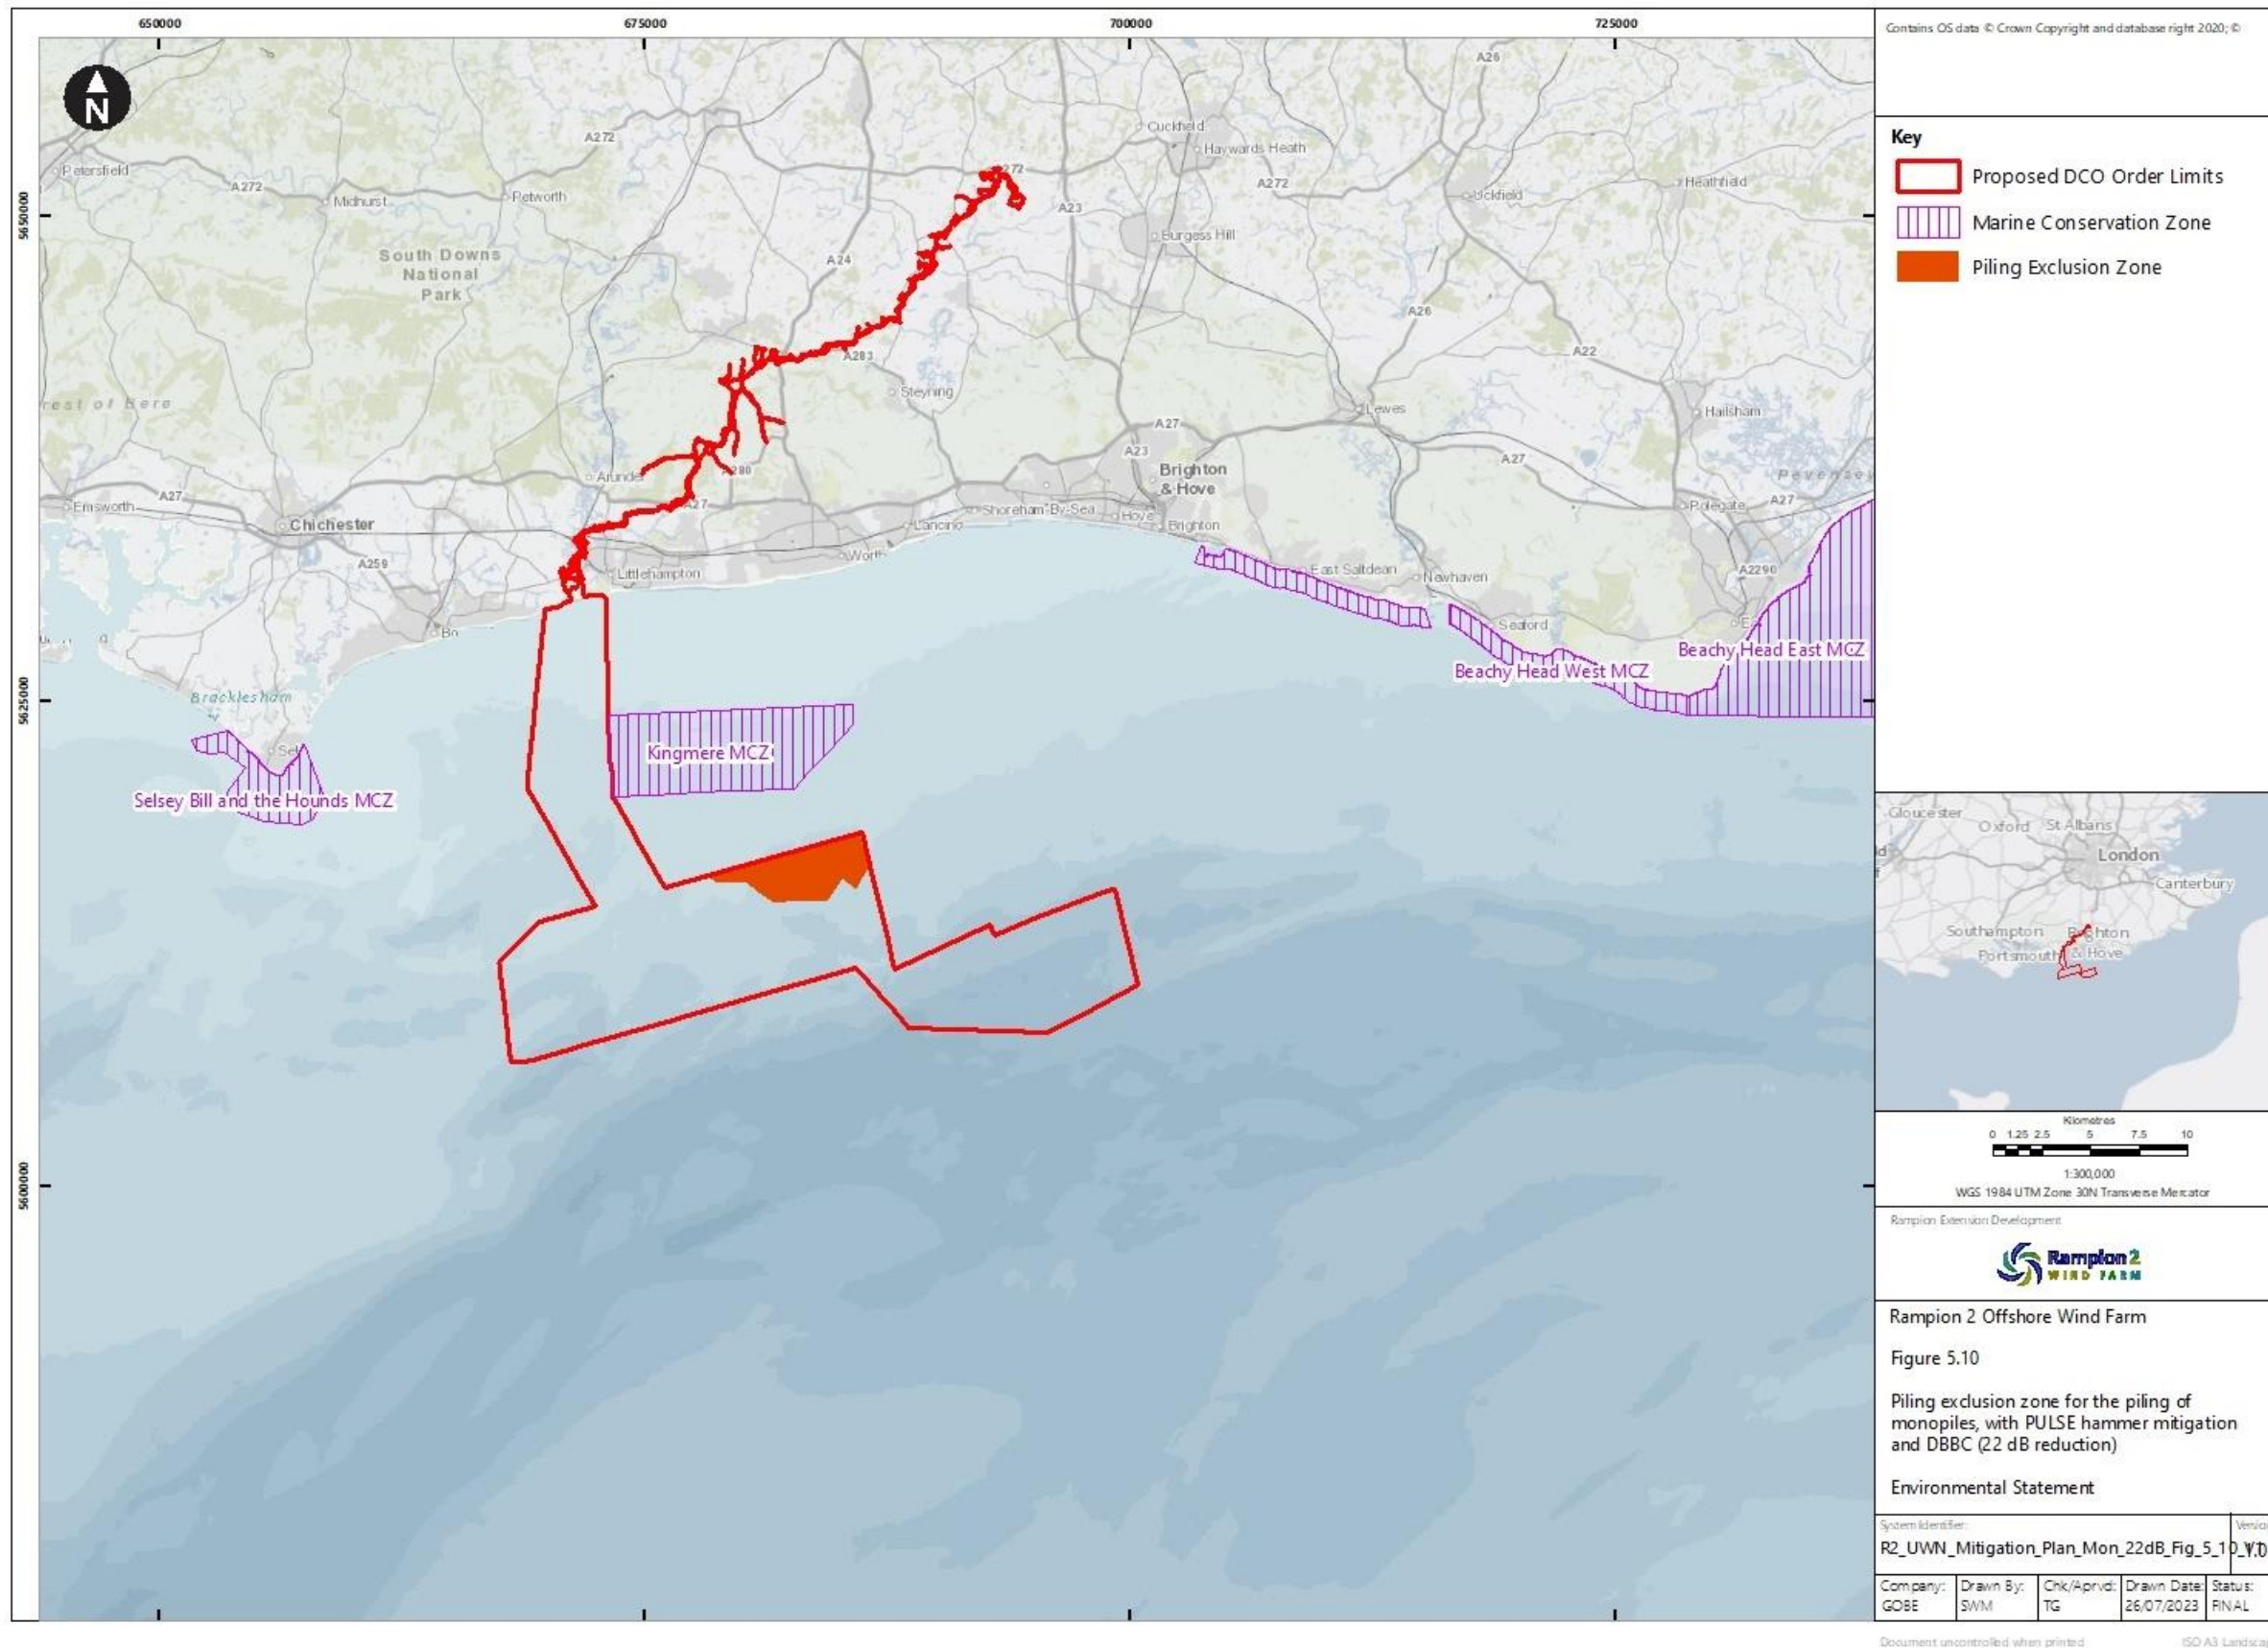 650000
675000
700000
725000
N
A26
A272
Cuckfield
Haywards Heath
Petersfield
A272
Midhurst
Petworth
272
A272
Uckfield
Heathfield
5650000
A23
Burgess Hill
South Downs
National
Park
A24
A26
A283
A22
Steyning
Lewes
Hailsham
A27
A23
Brighton
& Hove
A27
A280
Pevensey
Emsworth
A27
Chichester
A27
Polegate
A27
Shoreham-By-Sea
Hove
Brighton
Lancing
Worth
A259
Littlehampton
East Saltdean
Newhaven
A2290
Bo
Seaford
Beachy Head East MCZ
Beachy Head West MCZ
5625000
Bracklesham
Kingmere MCZ
Sel
Selsey Bill and the Hounds MCZ
5600000
Contains OS data © Crown Copyright and database right 2020; ©
Key
Proposed DCO Order Limits
Marine Conservation Zone
Piling Exclusion Zone
Gloucester
Oxford
St Albans
London
Canterbury
Southampton
Portsmouth
& Hove
Kilometres
0 1.25 2.5 5 7.5 10
1:300,000
WGS 1984 UTM Zone 30N Transverse Mercator
Rampion Extension Development
Rampion 2
WIND FARM
Rampion 2 Offshore Wind Farm
Figure 5.10
Piling exclusion zone for the piling of
monopiles, with PULSE hammer mitigation
and DBBC (22 dB reduction)
Environmental Statement
System Identifier:
R2_UWN_Mitigation_Plan_Mon_22dB_Fig_5_10
Company: Drawn By: Chk/Aprvd: Drawn Date: Status:
GOBE SWM TG 26/07/2023 FINAL
Document uncontrolled when printed
ISO A3 Landsca